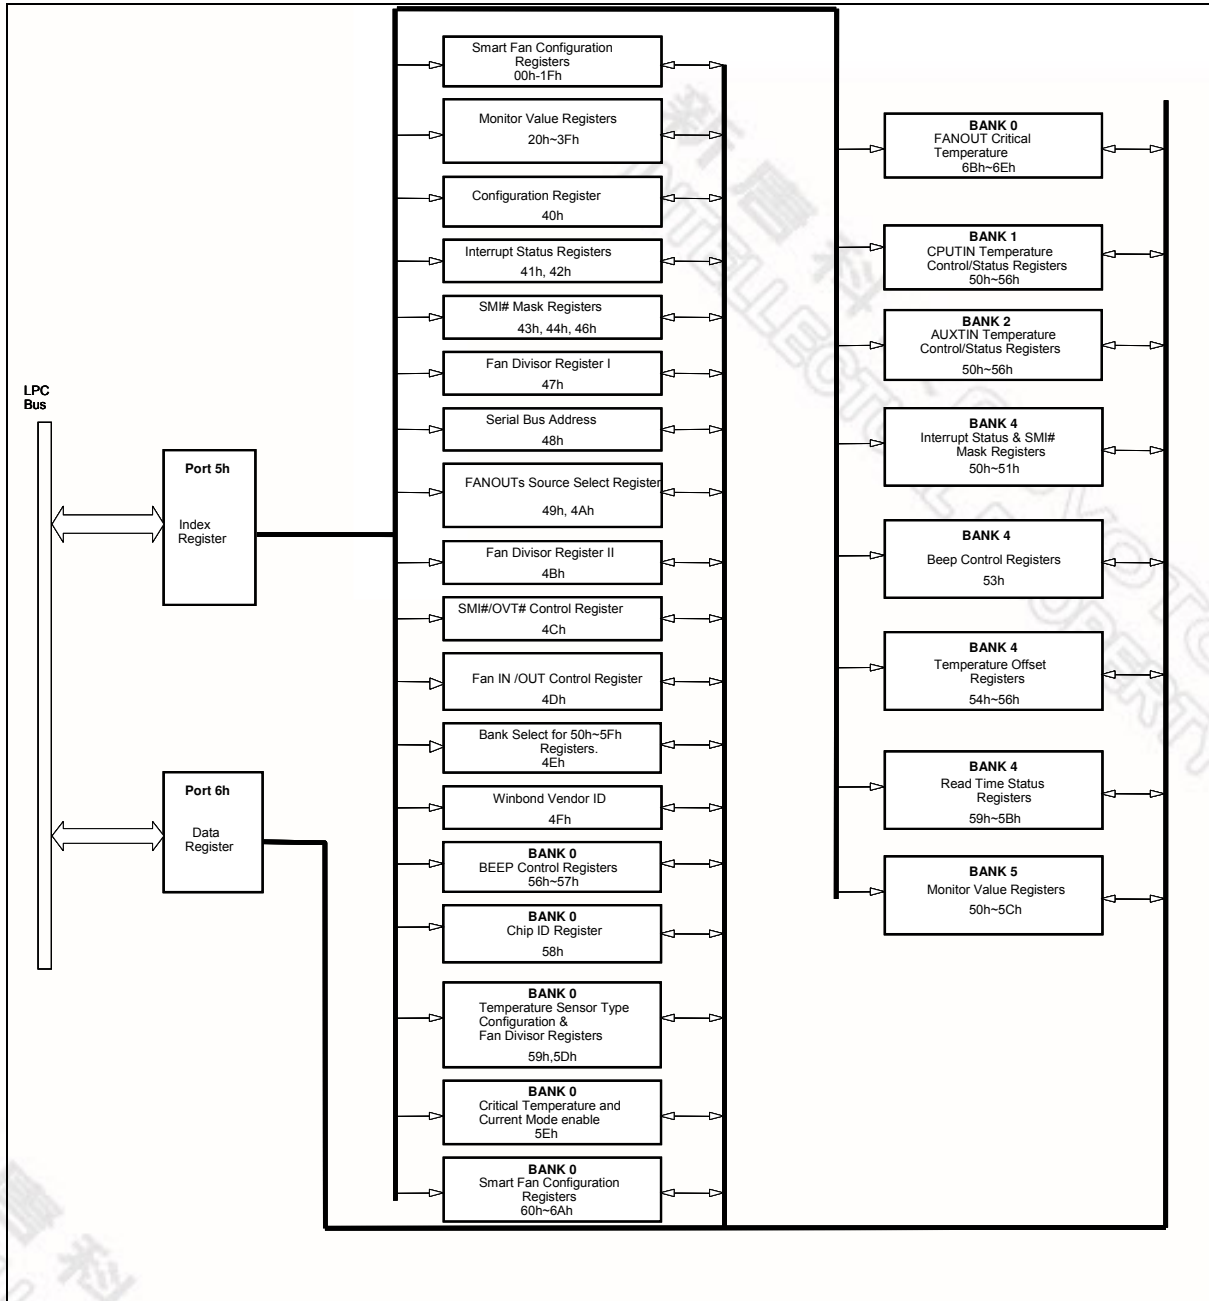 LPC
Bus
Port 5h
Index
Register
Port 6h
Data
Register
Smart Fan Configuration
Registers
00h-1Fh
Monitor Value Registers
20h~3Fh
Configuration Register
40h
Interrupt Status Registers
41h, 42h
SMI# Mask Registers
43h, 44h, 46h
Fan Divisor Register I
47h
Serial Bus Address
48h
FANOUTs Source Select Register
49h, 4Ah
Fan Divisor Register II
4Bh
SMI#/OVT# Control Register
4Ch
Fan IN /OUT Control Register
4Dh
Bank Select for 50h~5Fh
Registers.
4Eh
Winbond Vendor ID
4Fh
BANK 0
BEEP Control Registers
56h~57h
BANK 0
Chip ID Register
58h
BANK 0
Temperature Sensor Type
Configuration &
Fan Divisor Registers
59h,5Dh
BANK 0
Critical Temperature and
Current Mode enable
5Eh
BANK 0
Smart Fan Configuration
Registers
60h~6Ah
BANK 0
FANOUT Critical
Temperature
6Bh~6Eh
BANK 1
CPUTIN Temperature
Control/Status Registers
50h~56h
BANK 2
AUXTIN Temperature
Control/Status Registers
50h~56h
BANK 4
Interrupt Status & SMI#
Mask Registers
50h~51h
BANK 4
Beep Control Registers
53h
BANK 4
Temperature Offset
Registers
54h~56h
BANK 4
Read Time Status
Registers
59h~5Bh
BANK 5
Monitor Value Registers
50h~5Ch
新唐科
INTELLECTUAL PROPERTY
唐科